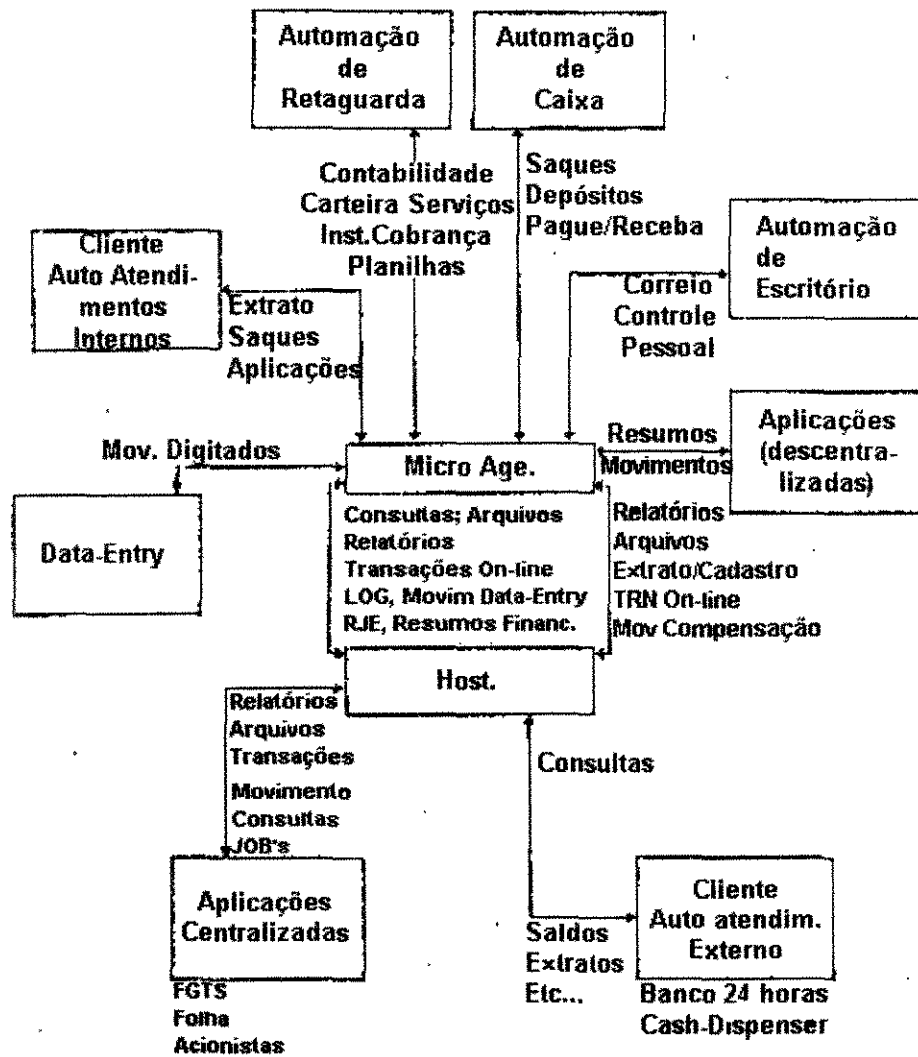 Automação
de
Retaguarda
Automação
de
Caixa
Contabilidade
Carteira Serviços
Inst.Cobrança
Planilhas
Saques
Depósitos
Pague/Receba
Automação
de
Escritório
Cliente
Auto Atendi-
mentos
Internos
Extrato
Saques
Aplicações
Correio
Controle
Pessoal
Mov. Digitados
Micro Age.
Resumos
Movimentos
Aplicações
(descentra-
lizadas)
Data-Entry
Consultas; Arquivos
Relatórios
Transações On-line
LOG, Movim Data-Entry
RJE, Resumos Financ.
Relatórios
Arquivos
Extrato/Cadastro
TRN On-line
Mov Compensação
Host.
Relatórios
Arquivos
Transações
Movimento
Consultas
JOB's
Consultas
Aplicações
Centralizadas
FGTS
Folha
Acionistas
Saldos
Extratos
Etc...
Cliente
Auto atendim.
Externo
Banco 24 horas
Cash-Dispenser